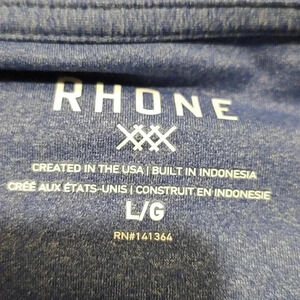 RHONE
CREATED IN THE USA | BUILT IN INDONESIA
CRÉÉ AUX ÉTATS-UNIS | CONSTRUIT EN INDONESIE
L/G
RN#141364